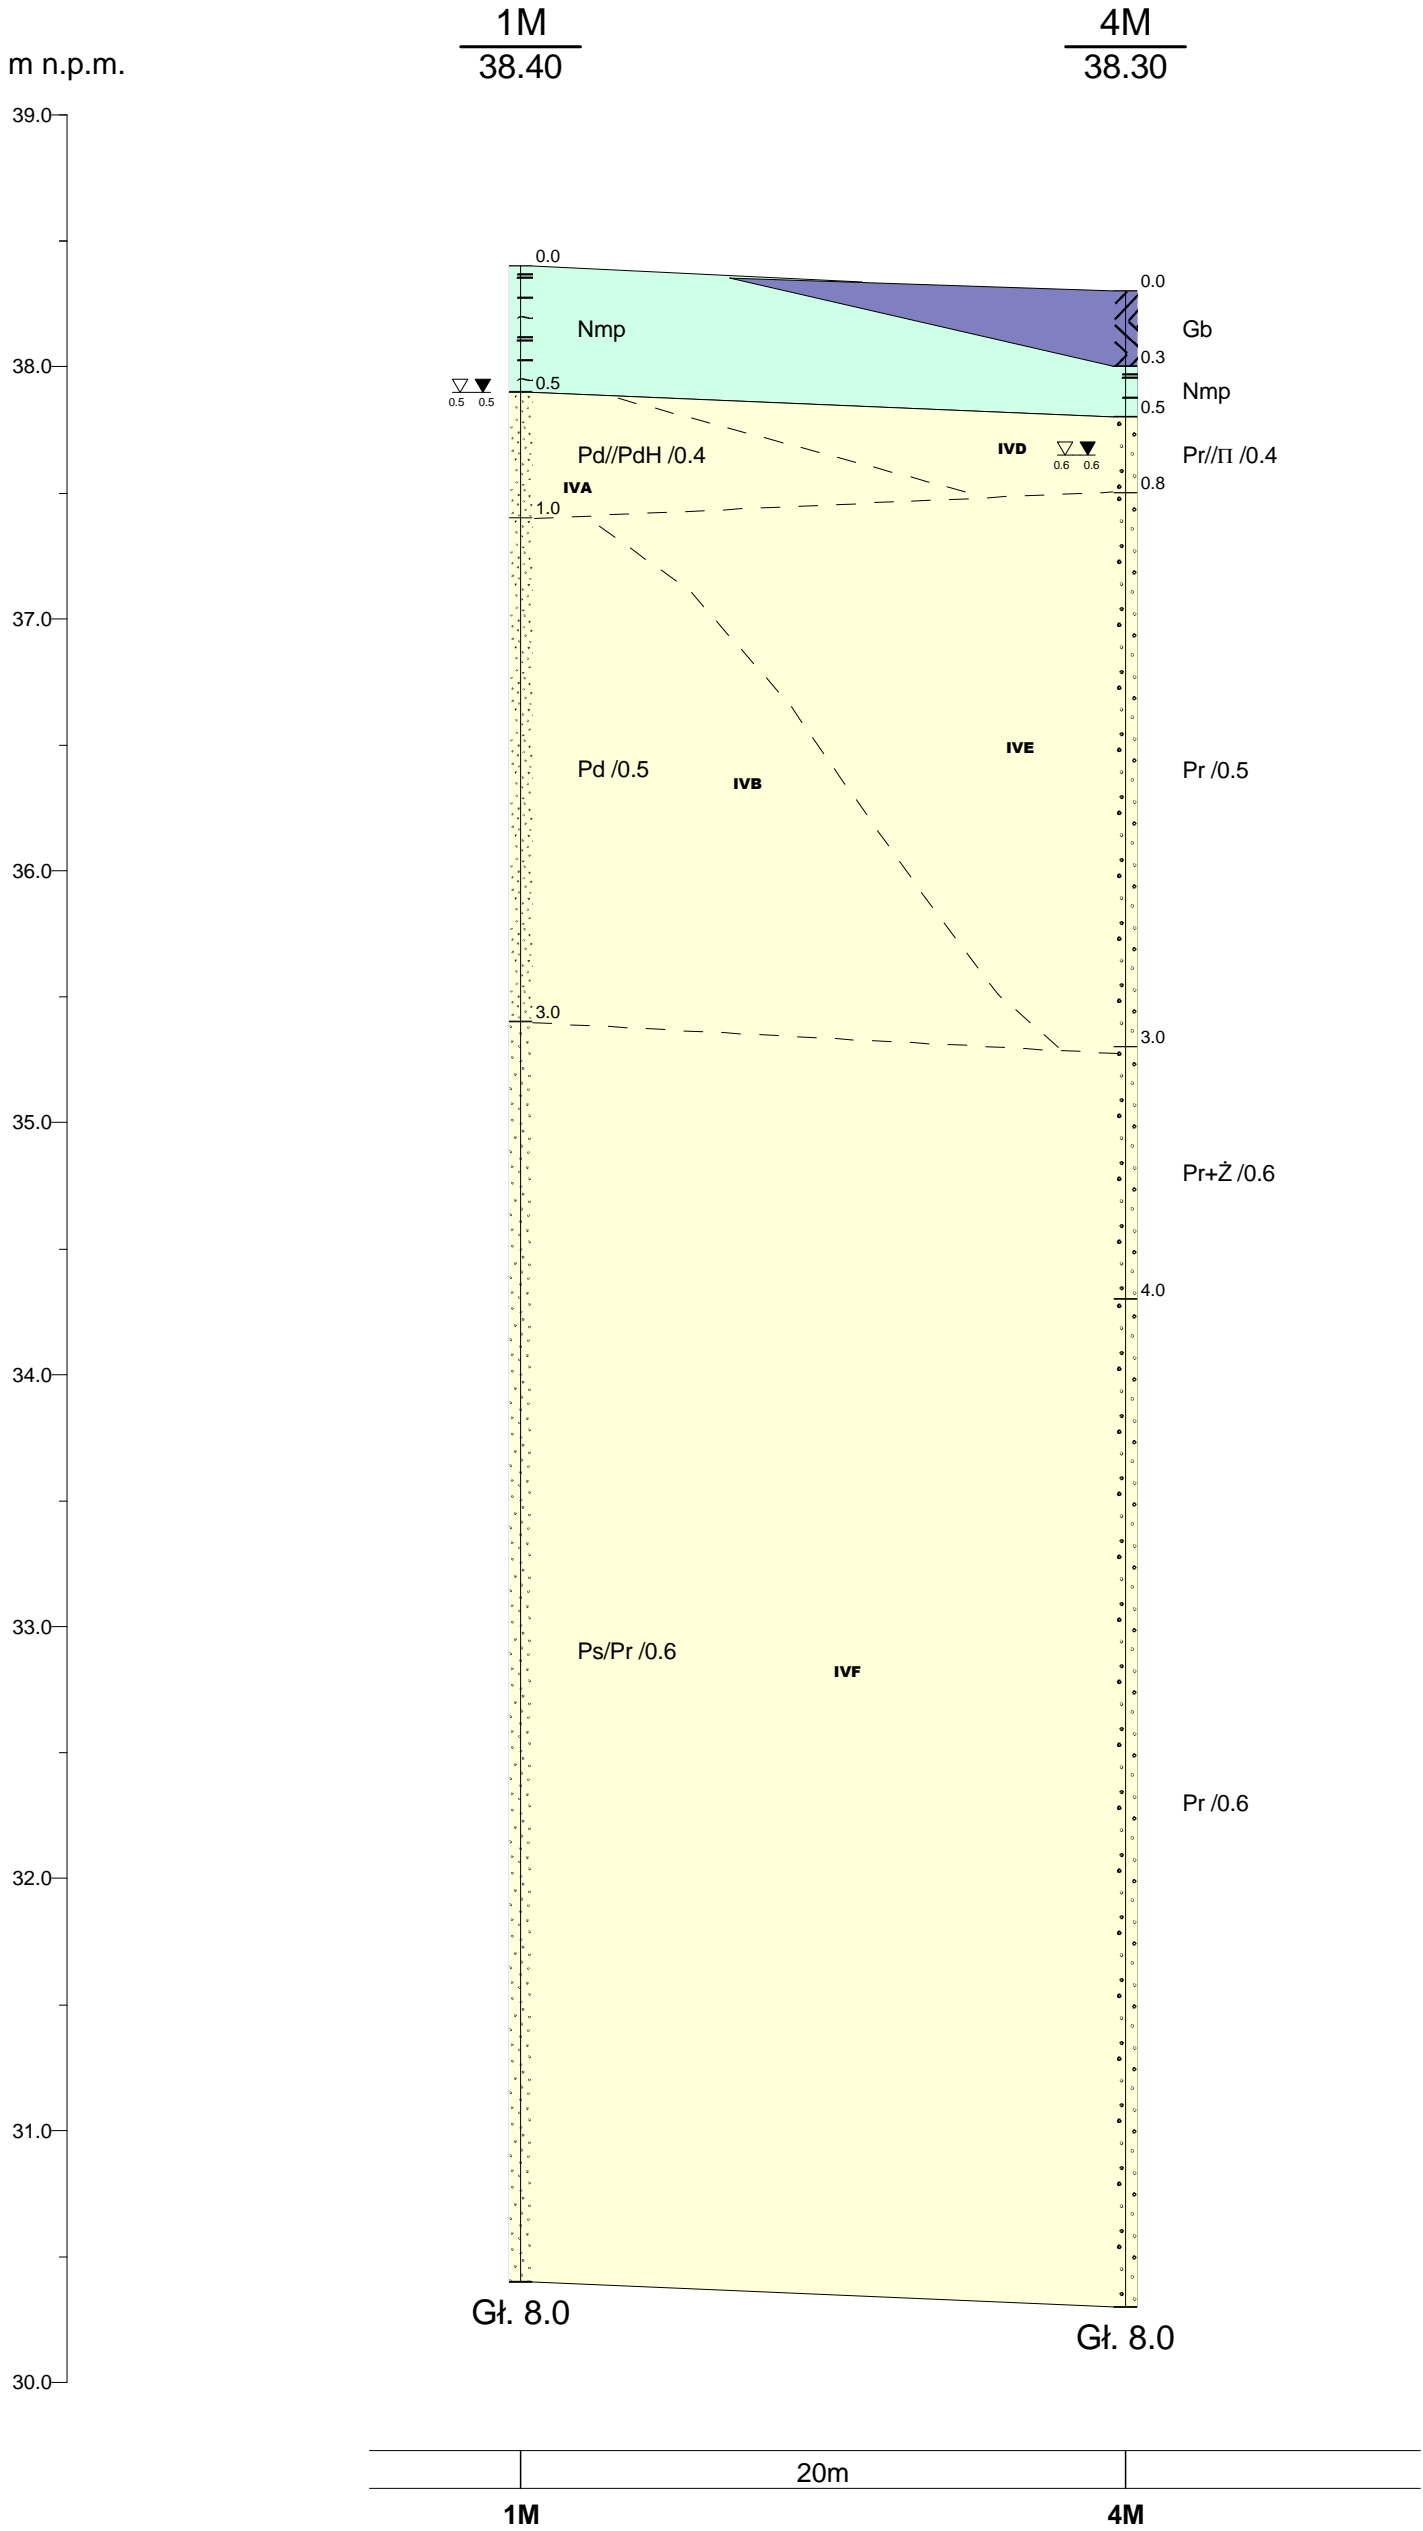 1M 4M
38.40 38.30
m n.p.m.
39.0
0.0
0.0
Nmp Gb
0.3
38.0
0.5
Nmp
0.5 0.5
0.5
IVD
Pd//PdH /0.4 Pr//Π /0.4
0.6 0.6
0.8
IVA
1.0
37.0
IVE
Pd /0.5 Pr /0.5
IVB
36.0
3.0
3.0
35.0
Pr+Ż /0.6
4.0
34.0
33.0
Ps/Pr /0.6
IVF
Pr /0.6
32.0
31.0
Gł. 8.0
Gł. 8.0
30.0
20m
1M 4M